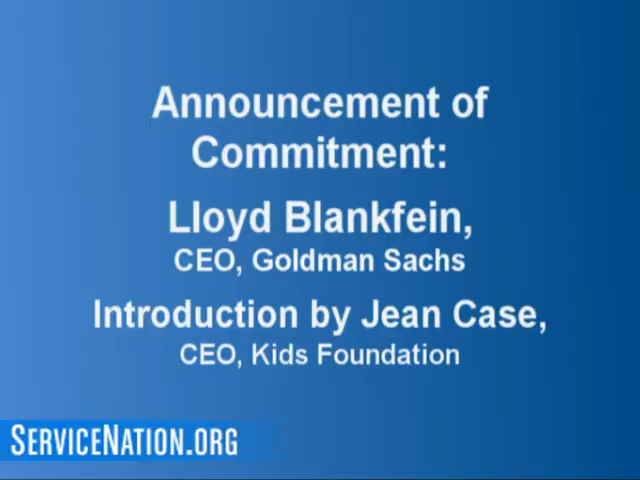 Announcement of
Commitment:
Lloyd Blankfein,
CEO, Goldman Sachs
Introduction by Jean Case,
CEO, Kids Foundation
SERVICENATION.ORG